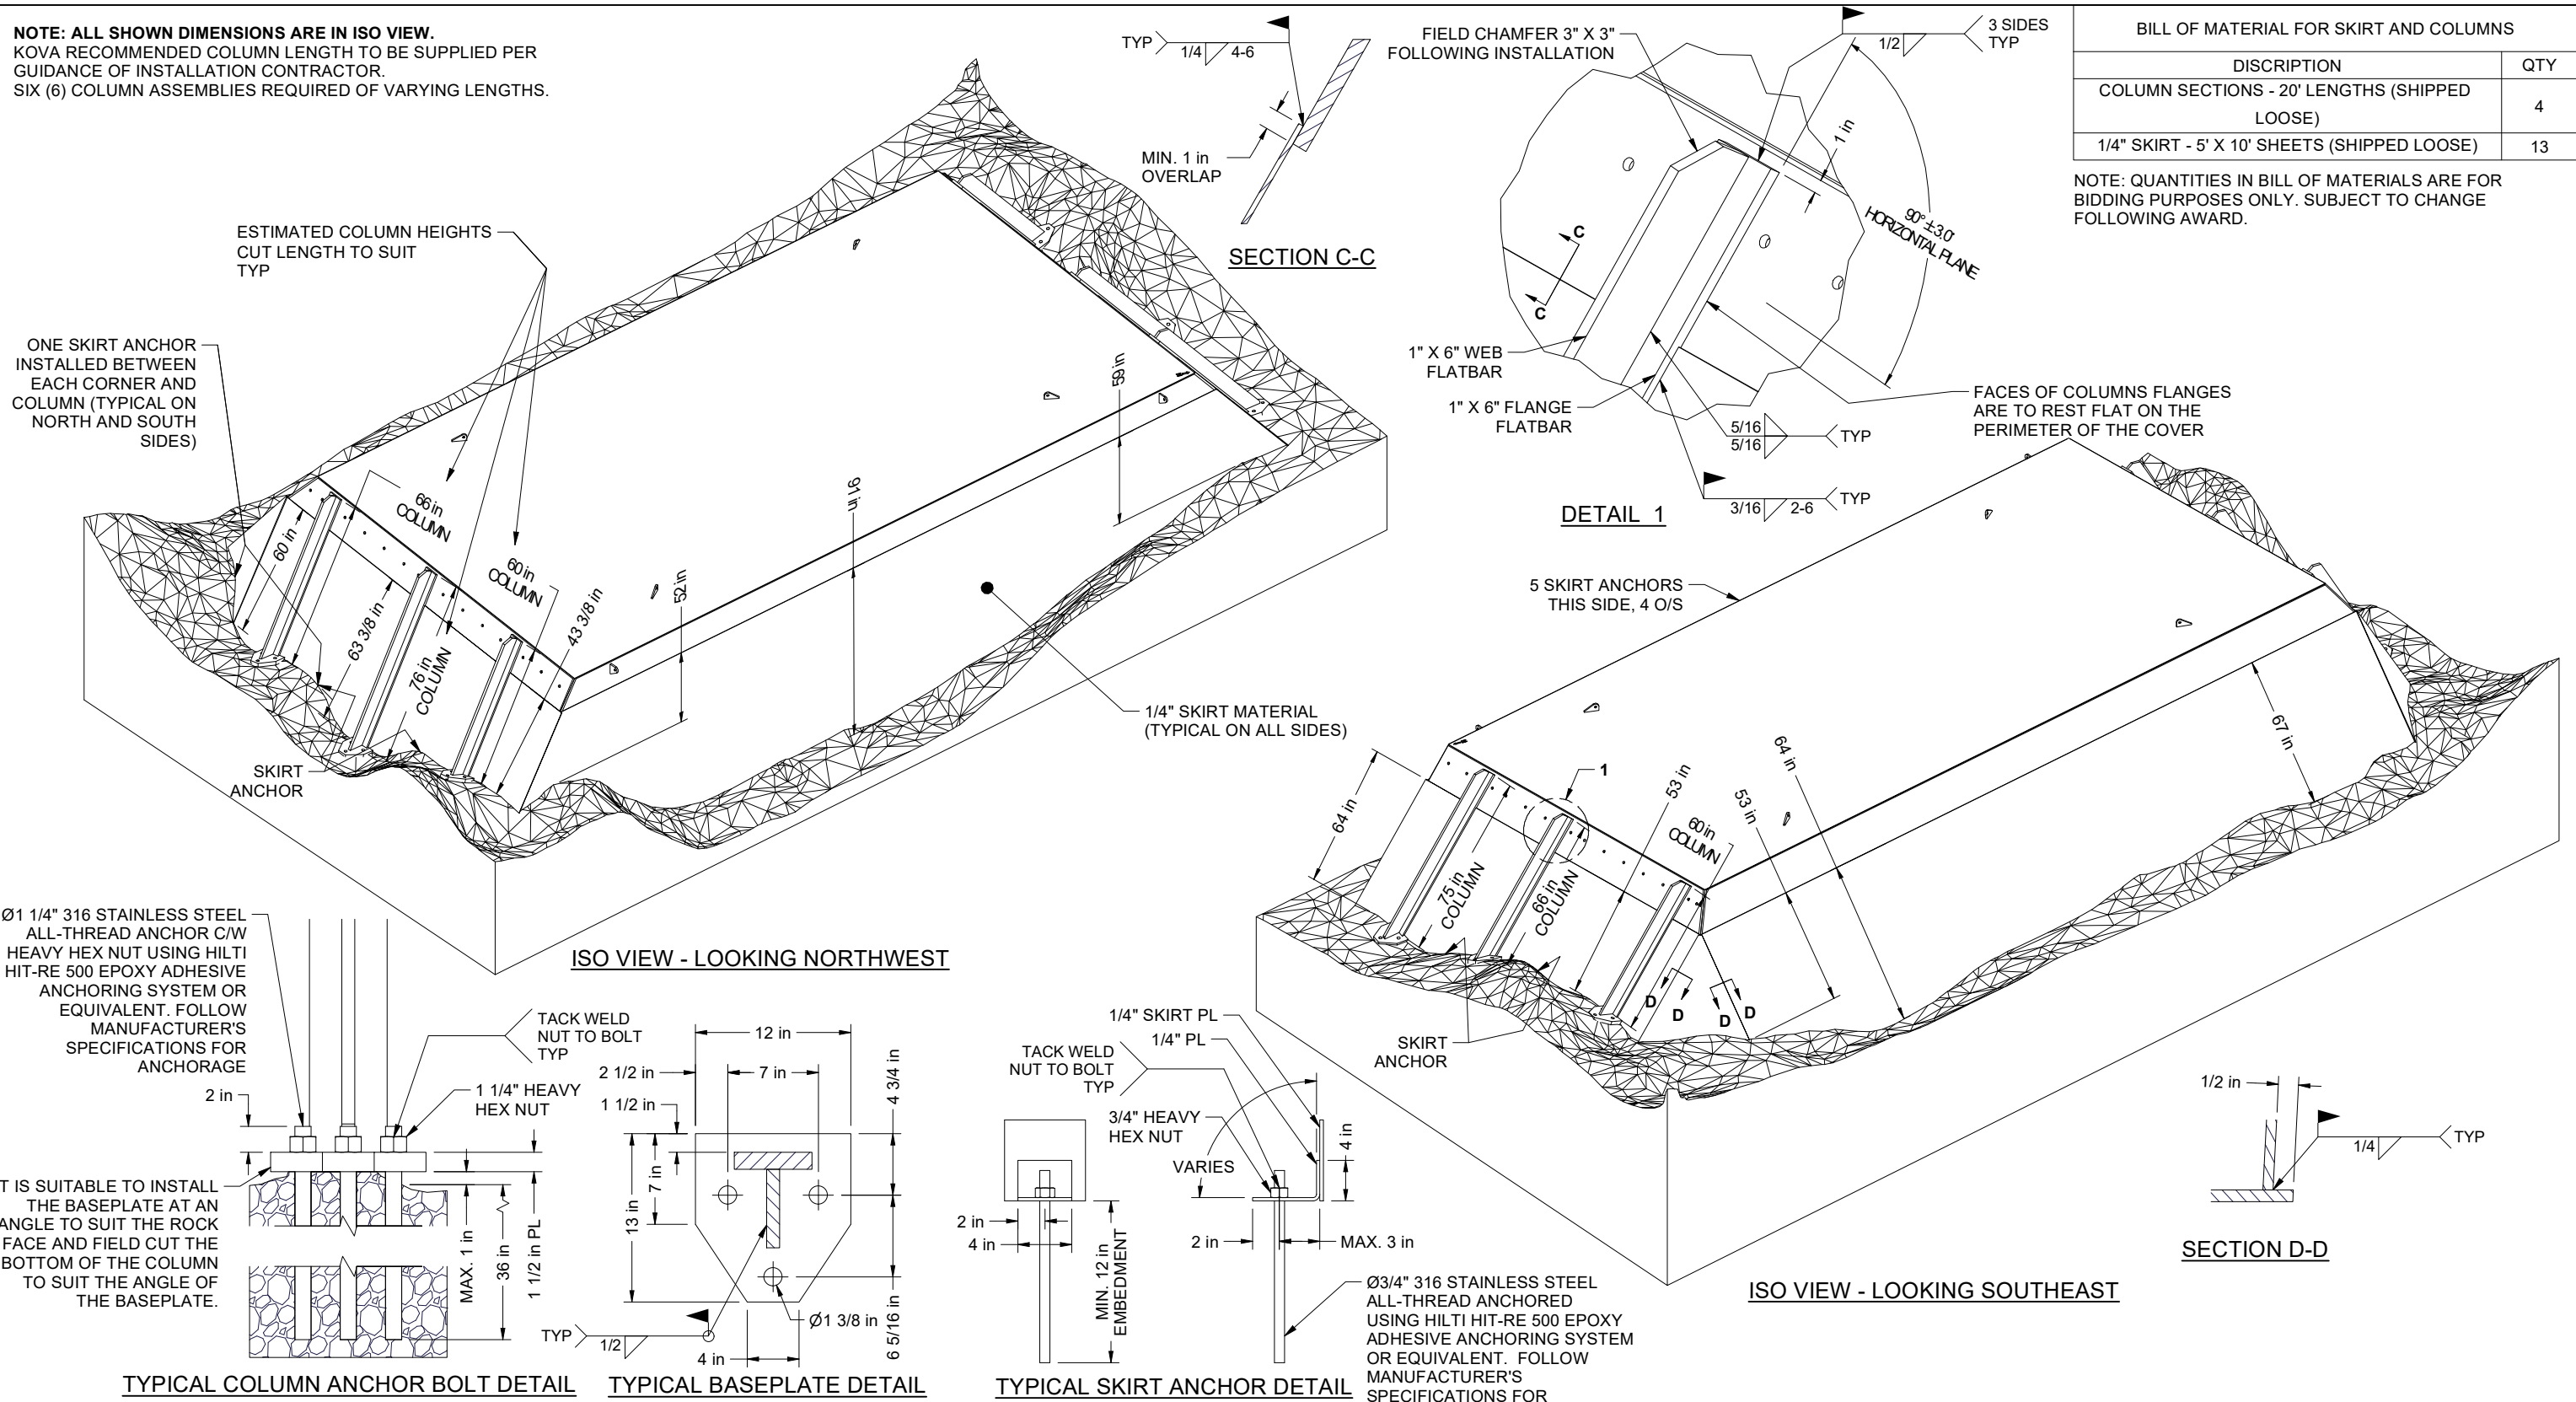 NOTE: ALL SHOWN DIMENSIONS ARE IN ISO VIEW.
KOVA RECOMMENDED COLUMN LENGTH TO BE SUPPLIED PER
GUIDANCE OF INSTALLATION CONTRACTOR.
SIX (6) COLUMN ASSEMBLIES REQUIRED OF VARYING LENGTHS.
TYP
1/4
4-6
MIN. 1 in
OVERLAP
SECTION C-C
FIELD CHAMFER 3" X 3"
FOLLOWING INSTALLATION
1/2
3 SIDES
TYP
1 in
90° ±3.0°
HORIZONTAL PLANE
C
C
1" X 6" WEB
FLATBAR
1" X 6" FLANGE
FLATBAR
5/16
5/16
TYP
3/16
2-6
TYP
FACES OF COLUMNS FLANGES
ARE TO REST FLAT ON THE
PERIMETER OF THE COVER
DETAIL 1
BILL OF MATERIAL FOR SKIRT AND COLUMNS
DISCRIPTION
QTY
COLUMN SECTIONS - 20' LENGTHS (SHIPPED
LOOSE)
4
1/4" SKIRT - 5' X 10' SHEETS (SHIPPED LOOSE)
13
NOTE: QUANTITIES IN BILL OF MATERIALS ARE FOR
BIDDING PURPOSES ONLY. SUBJECT TO CHANGE
FOLLOWING AWARD.
ESTIMATED COLUMN HEIGHTS
CUT LENGTH TO SUIT
TYP
ONE SKIRT ANCHOR
INSTALLED BETWEEN
EACH CORNER AND
COLUMN (TYPICAL ON
NORTH AND SOUTH
SIDES)
60 in
66 in
COLUMN
63 3/8 in
76 in
COLUMN
60 in
COLUMN
43 3/8 in
52 in
91 in
59 in
SKIRT
ANCHOR
1/4" SKIRT MATERIAL
(TYPICAL ON ALL SIDES)
ISO VIEW - LOOKING NORTHWEST
5 SKIRT ANCHORS
THIS SIDE, 4 O/S
1
64 in
75 in
COLUMN
66 in
COLUMN
53 in
60 in
COLUMN
64 in
53 in
67 in
D
D
D
D
SKIRT
ANCHOR
ISO VIEW - LOOKING SOUTHEAST
Ø1 1/4" 316 STAINLESS STEEL
ALL-THREAD ANCHOR C/W
HEAVY HEX NUT USING HILTI
HIT-RE 500 EPOXY ADHESIVE
ANCHORING SYSTEM OR
EQUIVALENT. FOLLOW
MANUFACTURER'S
SPECIFICATIONS FOR
ANCHORAGE
TACK WELD
NUT TO BOLT
TYP
1 1/4" HEAVY
HEX NUT
2 in
T IS SUITABLE TO INSTALL
THE BASEPLATE AT AN
ANGLE TO SUIT THE ROCK
FACE AND FIELD CUT THE
BOTTOM OF THE COLUMN
TO SUIT THE ANGLE OF
THE BASEPLATE.
MAX. 1 in
36 in
1 1/2 in PL
TYPICAL COLUMN ANCHOR BOLT DETAIL
12 in
2 1/2 in
7 in
1 1/2 in
4 3/4 in
13 in
7 in
6 5/16 in
Ø1 3/8 in
4 in
TYP
1/2
TYPICAL BASEPLATE DETAIL
1/4" SKIRT PL
1/4" PL
TACK WELD
NUT TO BOLT
TYP
3/4" HEAVY
HEX NUT
VARIES
4 in
2 in
4 in
2 in
MAX. 3 in
MIN. 12 in
EMBEDMENT
Ø3/4" 316 STAINLESS STEEL
ALL-THREAD ANCHORED
USING HILTI HIT-RE 500 EPOXY
ADHESIVE ANCHORING SYSTEM
OR EQUIVALENT. FOLLOW
MANUFACTURER'S
SPECIFICATIONS FOR
TYPICAL SKIRT ANCHOR DETAIL
1/2 in
1/4
TYP
SECTION D-D